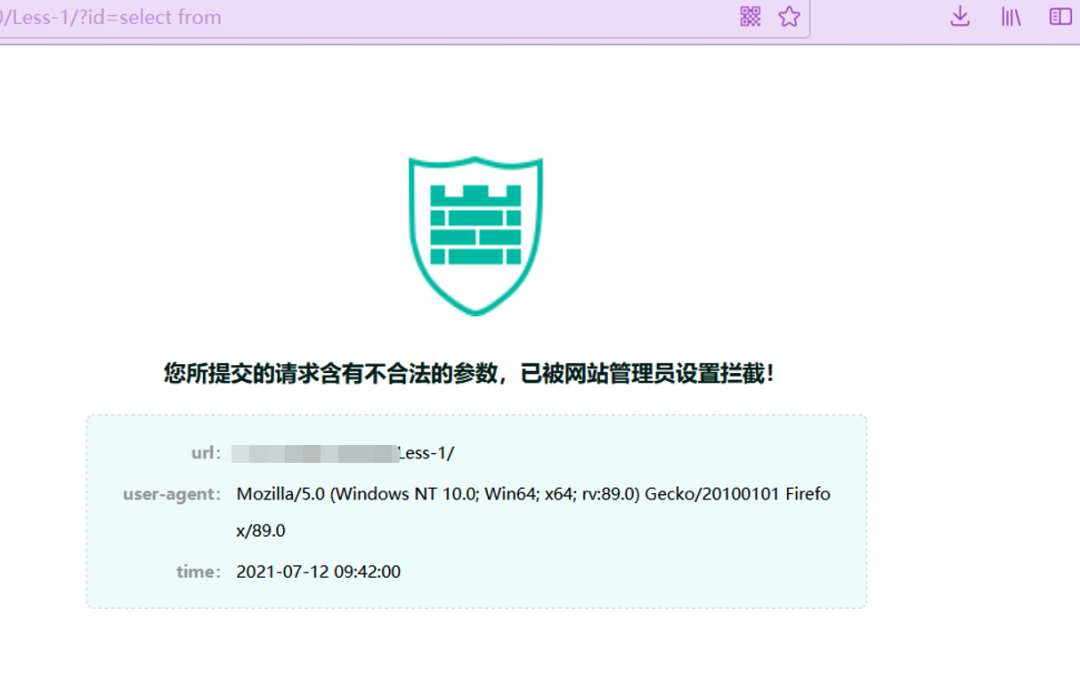 /Less-1/?id=select from
您所提交的请求含有不合法的参数，已被网站管理员设置拦截！
url： Less-1/
user-agent： Mozilla/5.0 (Windows NT 10.0; Win64; x64; rv:89.0) Gecko/20100101 Firefo
x/89.0
time： 2021-07-12 09:42:00